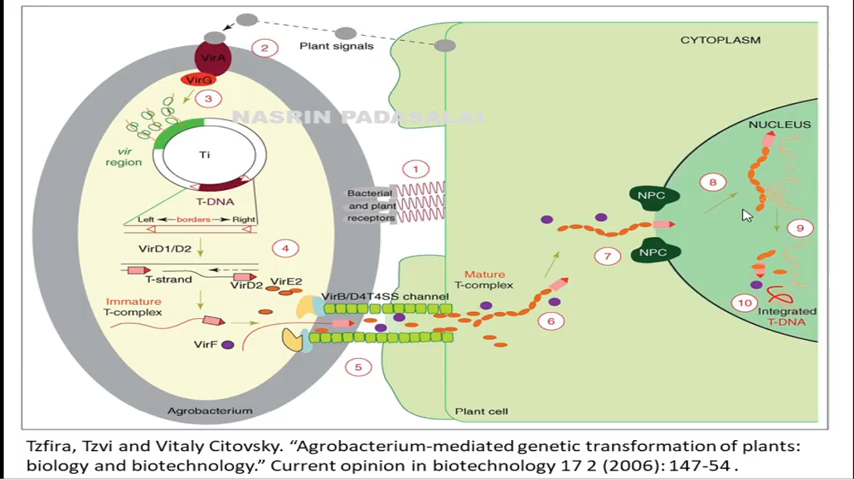 CYTOPLASM
Plant signals
2
VirA
VirG
3
NASRIN PADASALAI
NUCLEUS
vir
region
Ti
1
T-DNA
Bacterial
and plant
receptors
NPC
8
Left borders Right
9
VirD1/D2
4
NPC
7
T-strand
VirD2
VirE2
Mature
T-complex
Immature
T-complex
VirB/D4T4SS channel
10
Integrated
T-DNA
6
VirF
5
Agrobacterium
Plant cell
Tzfira, Tzvi and Vitaly Citovsky. “Agrobacterium-mediated genetic transformation of plants:
biology and biotechnology.” Current opinion in biotechnology 17 2 (2006): 147-54 .